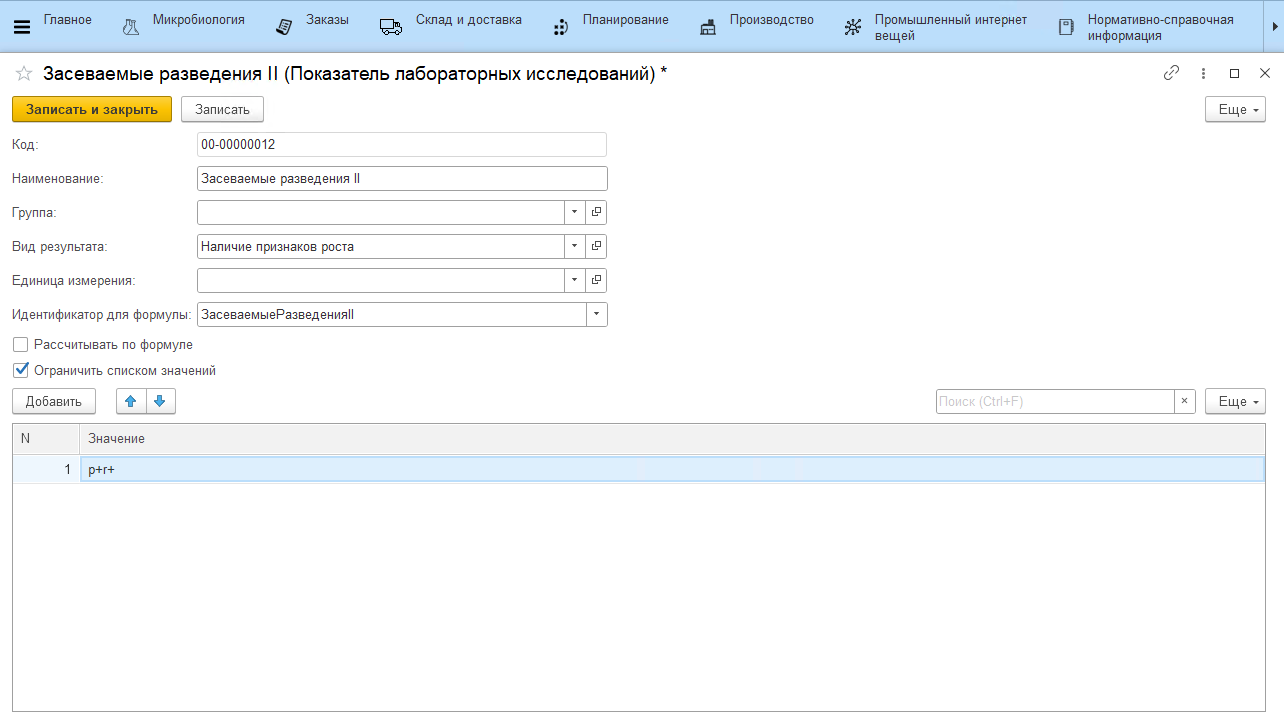 Главное
Микробиология
Заказы
Склад и доставка
Планирование
Производство
Промышленный интернет
вещей
Нормативно-справочная
информация
Засеваемые разведения II (Показатель лабораторных исследований) *
Записать и закрыть
Записать
Еще
Код:
00-00000012
Наименование:
Засеваемые разведения II
Группа:
Вид результата:
Наличие признаков роста
Единица измерения:
Идентификатор для формулы:
ЗасеваемыеРазведенияII
Рассчитывать по формуле
Ограничить списком значений
Добавить
Поиск (Ctrl+F)
×
Еще
N
Значение
1
p+r+